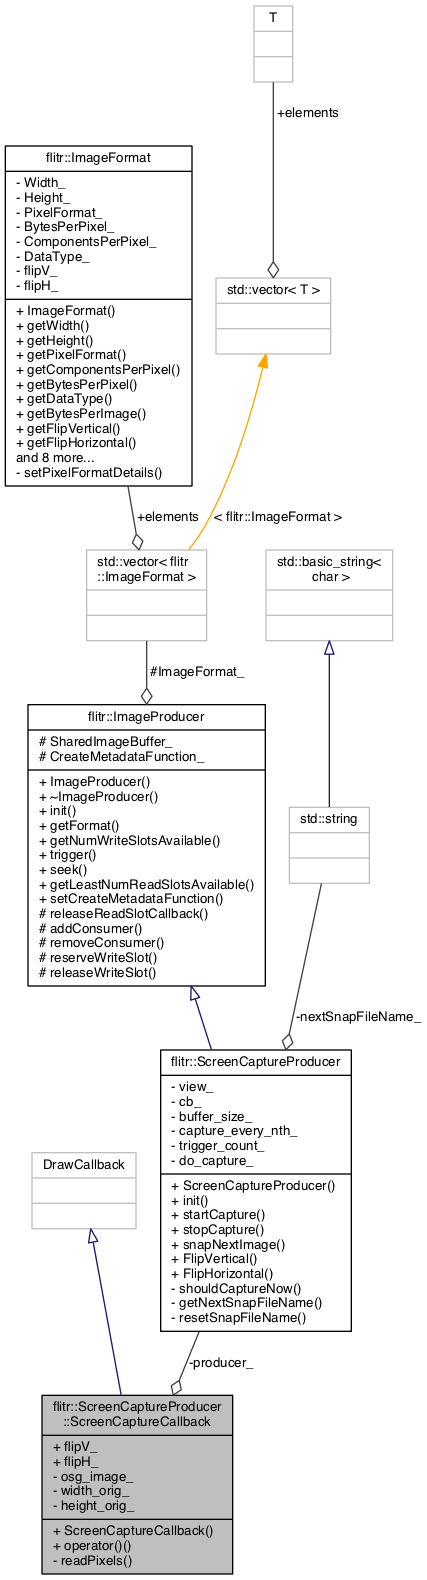 T
+elements
flitr::ImageFormat
- Width_
- Height_
- PixelFormat_
- BytesPerPixel_
- ComponentsPerPixel_
- DataType_
- flipV_
- flipH_
+ ImageFormat()
+ getWidth()
+ getHeight()
+ getPixelFormat()
+ getComponentsPerPixel()
+ getBytesPerPixel()
+ getDataType()
+ getBytesPerImage()
+ getFlipVertical()
+ getFlipHorizontal()
and 8 more...
- setPixelFormatDetails()
std::vector< T >
+elements
< flitr::ImageFormat >
std::vector< flitr
::ImageFormat >
std::basic_string<
char >
#ImageFormat_
flitr::ImageProducer
# SharedImageBuffer_
# CreateMetadataFunction_
+ ImageProducer()
+ ~ImageProducer()
+ init()
+ getFormat()
+ getNumWriteSlotsAvailable()
+ trigger()
+ seek()
+ getLeastNumReadSlotsAvailable()
+ setCreateMetadataFunction()
# releaseReadSlotCallback()
# addConsumer()
# removeConsumer()
# reserveWriteSlot()
# releaseWriteSlot()
std::string
-nextSnapFileName_
flitr::ScreenCaptureProducer
- view_
- cb_
- buffer_size_
- capture_every_nth_
- trigger_count_
- do_capture_
+ ScreenCaptureProducer()
+ init()
+ startCapture()
+ stopCapture()
+ snapNextImage()
+ FlipVertical()
+ FlipHorizontal()
- shouldCaptureNow()
- getNextSnapFileName()
- resetSnapFileName()
DrawCallback
-producer_
flitr::ScreenCaptureProducer
::ScreenCaptureCallback
+ flipV_
+ flipH_
- osg_image_
- width_orig_
- height_orig_
+ ScreenCaptureCallback()
+ operator()()
- readPixels()